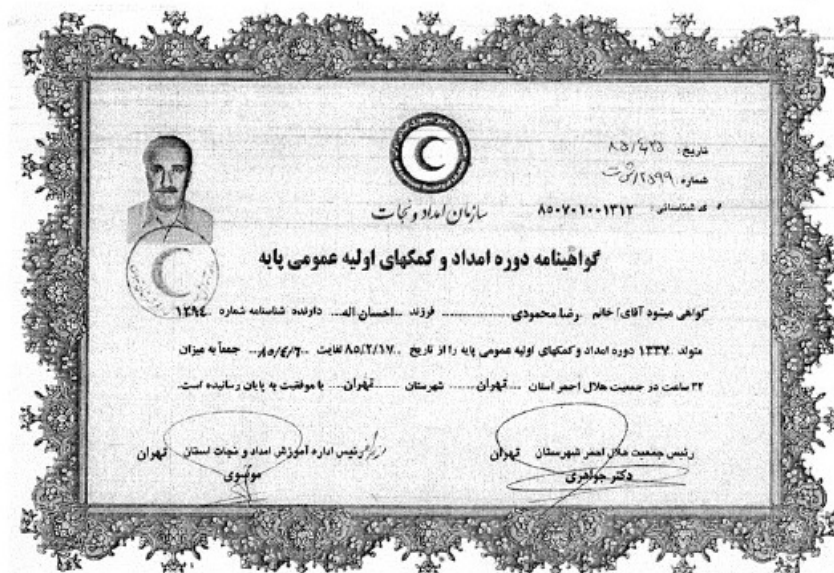 تاریخ: ۸۵/۴/۲۵
شماره: ۱۲۵۹۹/
کد شناسائی: ۸۵۰۷۰۱۰۰۱۳۱۲
سازمان امداد و نجات
گواهینامه دوره امداد و کمکهای اولیه عمومی پایه
گواهی میشود آقای/ خانم ..رضا محمودی.......... فرزند ...احسان اله... دارنده شناسنامه شماره ..۱۲۹۴
متولد ..۱۳۳۷ دوره امداد و کمکهای اولیه عمومی پایه را از تاریخ ..۸۵/۲/۱۷ لغایت ...۸۵/۴/۶... جمعاً به میزان
۳۲ ساعت در جمعیت هلال احمر استان ....تهران...... شهرستان ......تهران.... با موفقیت به پایان رسانیده است.
رئیس جمعیت هلال احمر شهرستان تهران
دکتر جواهری
رئیس اداره آموزش امداد و نجات استان تهران
موسوی